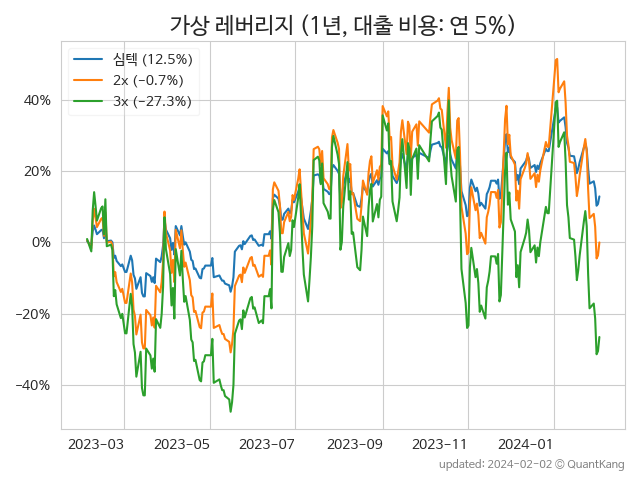 가상 레버리지 (1년, 대출 비용: 연 5%)
심텍 (12.5%)
2x (−0.7%)
3x (−27.3%)
40%
20%
0%
−20%
−40%
2023−03 2023−05 2023−07 2023−09 2023−11 2024−01
updated: 2024−02−02 © QuantKang